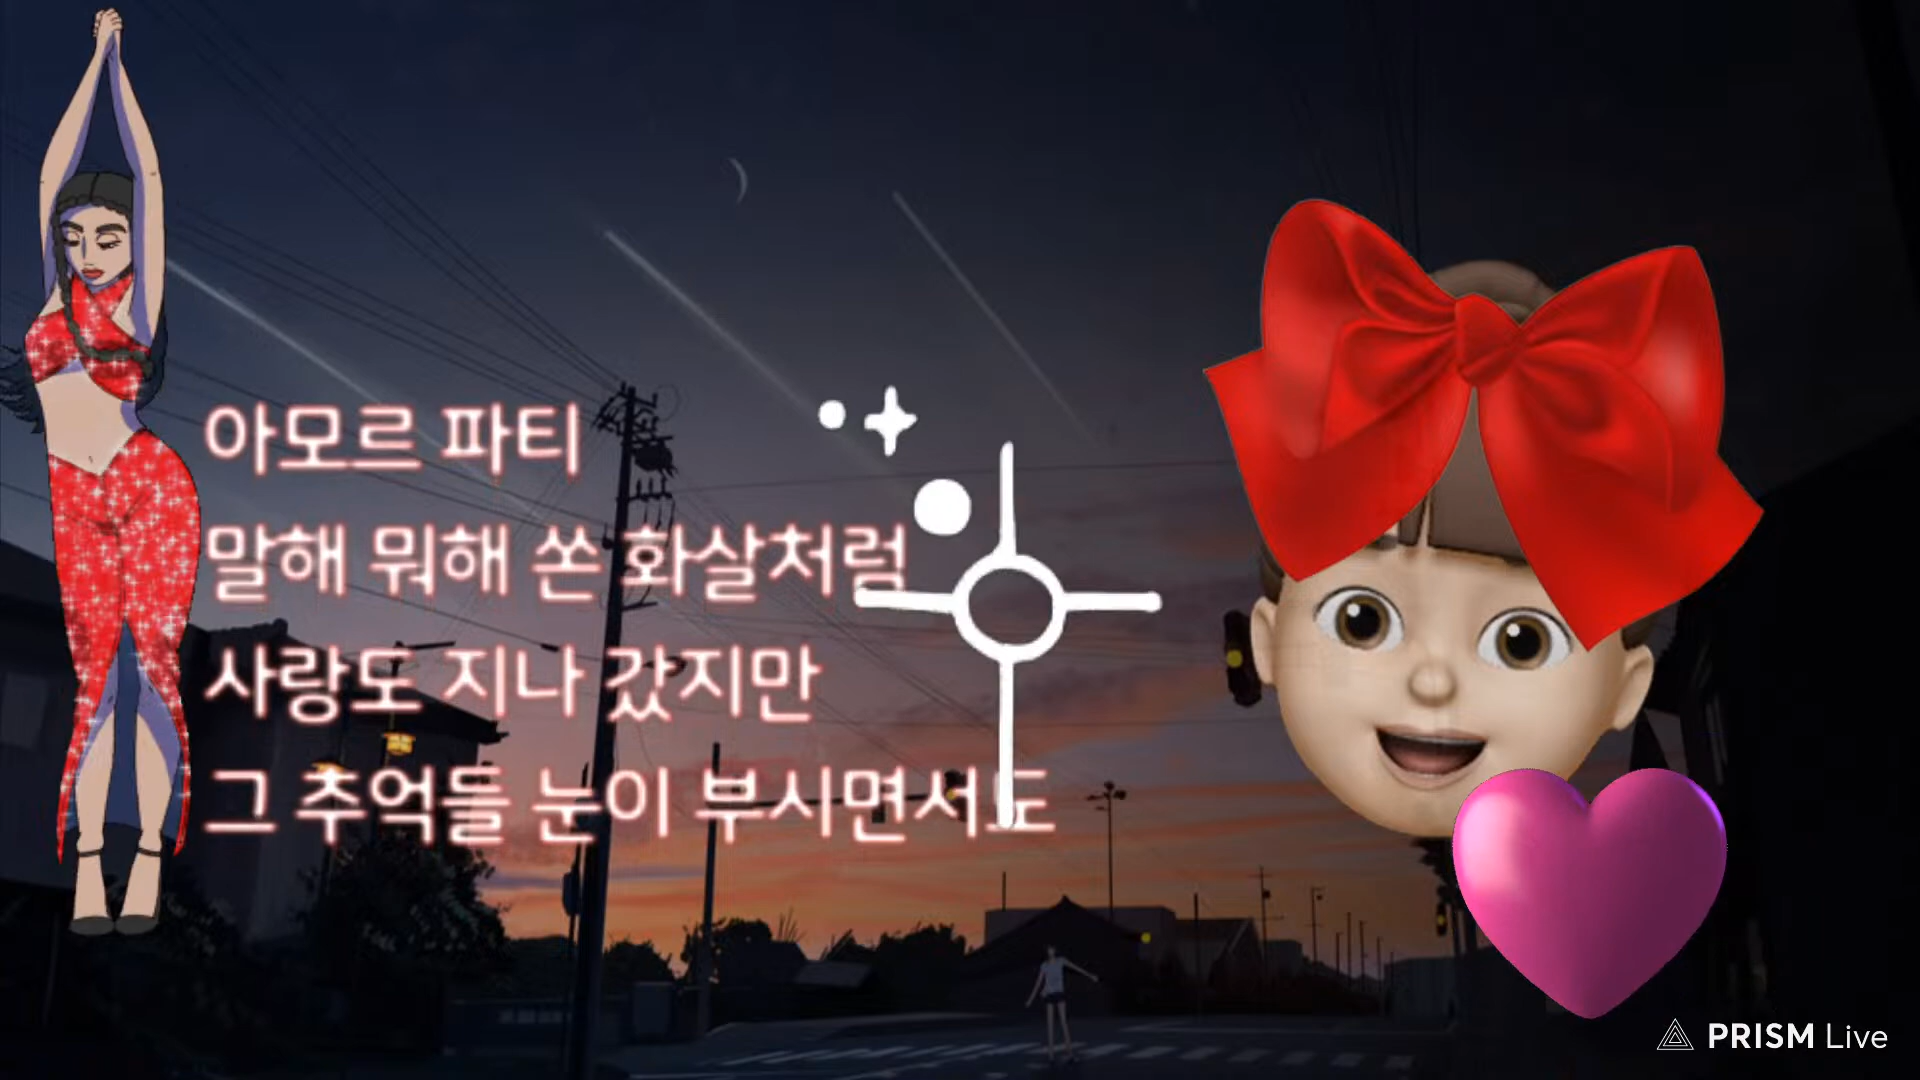 아모르 파티
말해 뭐해 쏜 화살처럼
사랑도 지나 갔지만
그 추억들 눈이 부시면서도
PRISM Live